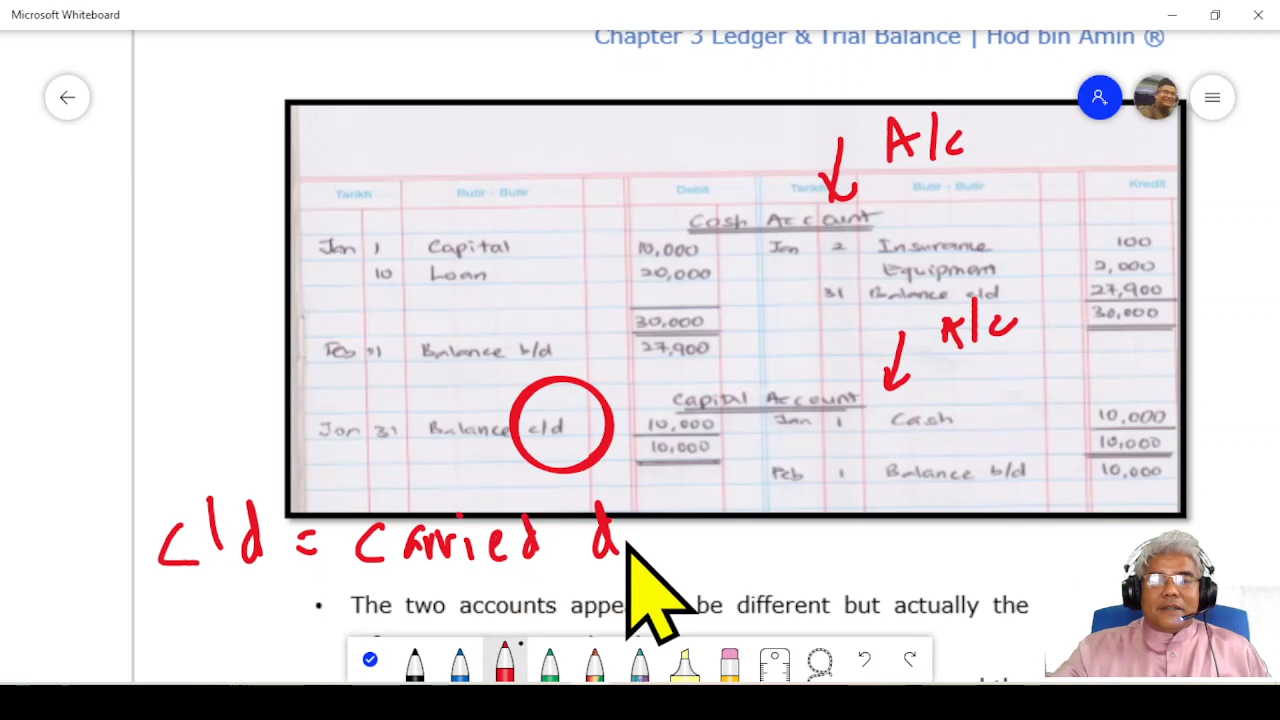 Microsoft Whiteboard
Chapter 3 Ledger & Trial Balance | Hod bin Amin ®
A/c
Tarikh Butir - Butir Debit Tarikh Butir - Butir Kredit
Cash Account
Jan 1 Capital 10,000 Jan 2 Insurance 100
10 Loan 20,000 Equipment 2,000
31 Balance c/d 27,900
30,000 30,000
A/c
Feb 1 Balance b/d 27,900
Capital Account
Jan 31 Balance c/d 10,000 Jan 1 Cash 10,000
10,000 10,000
Feb 1 Balance b/d 10,000
c/d = carried d
• The two accounts appe be different but actually the